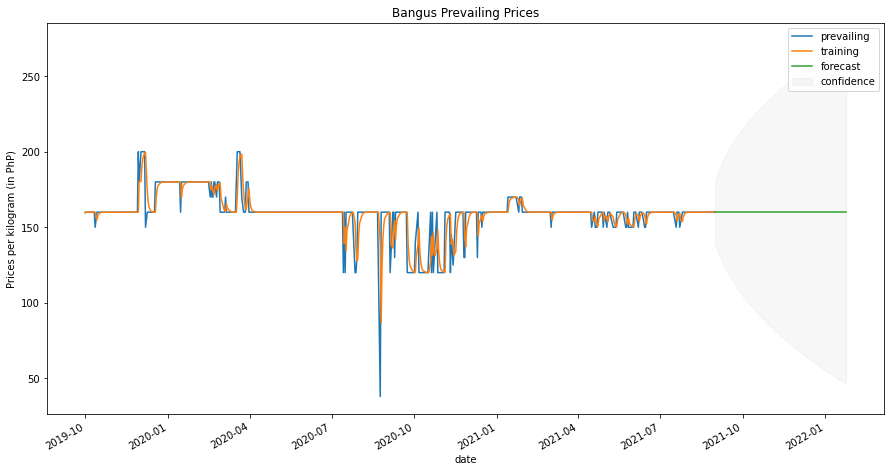 Bangus Prevailing Prices
prevailing
training
forecast
confidence
250
200
150
100
50
Prices per kilogram (in PhP)
2019-10
2020-01
2020-04
2020-07
2020-10
2021-01
2021-04
2021-07
2021-10
2022-01
date